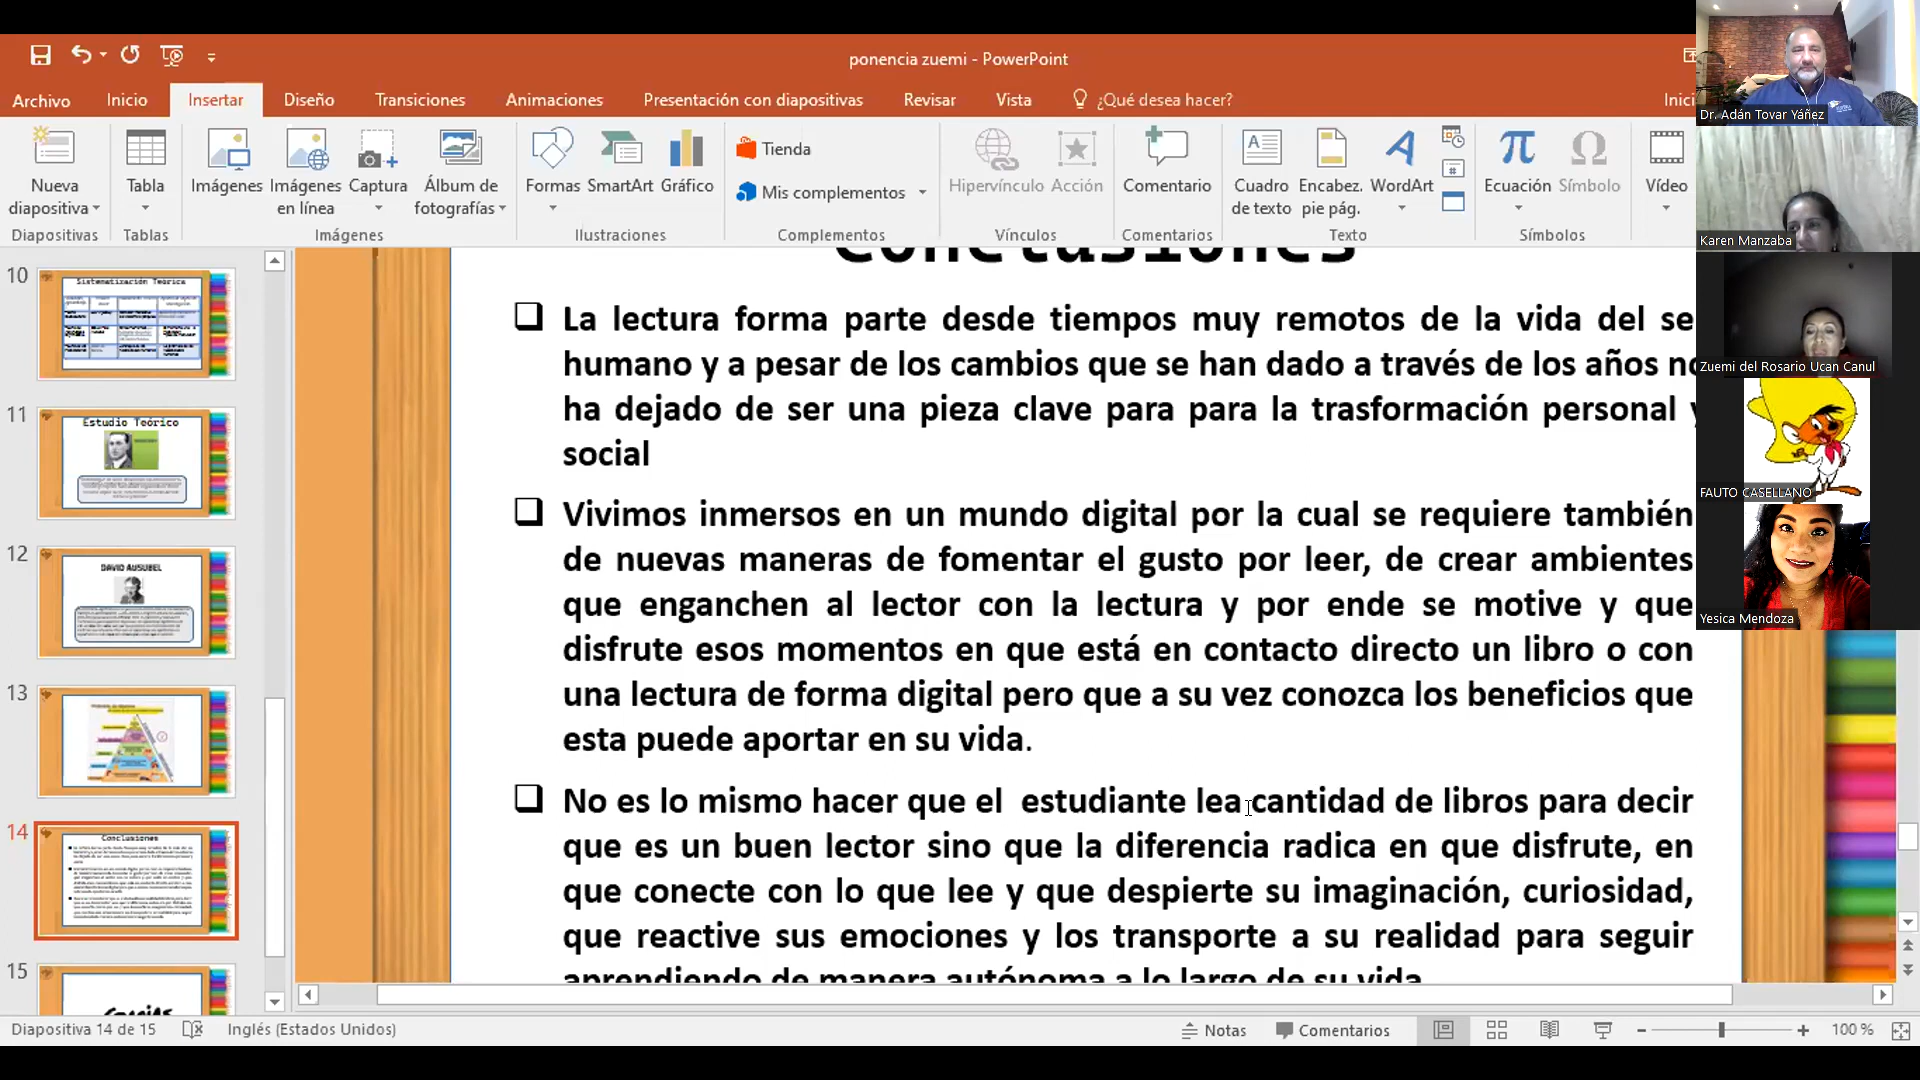 ponencia zuemi - PowerPoint
Archivo
Inicio
Insertar
Diseño
Transiciones
Animaciones
Presentación con diapositivas
Revisar
Vista
¿Qué desea hacer?
Inici
Nueva diapositiva
Tabla
Imágenes
Imágenes en línea
Captura
Álbum de fotografías
Formas
SmartArt
Gráfico
Tienda
Mis complementos
Hipervínculo
Acción
Comentario
Cuadro de texto
Encabez. pie pág.
WordArt
Ecuación
Símbolo
Vídeo
Diapositivas
Tablas
Imágenes
Ilustraciones
Complementos
Vínculos
Comentarios
Texto
Símbolos
Dr. Adán Tovar Yáñez
Karen Manzaba
Zuemi del Rosario Ucan Canul
FAUTO CASELLANO
Yesica Mendoza
10
Sistematización Teórica
11
Estudio Teórico
12
DAVID AUSUBEL
13
14
Conclusiones
15
Gracias
Conclusiones
La lectura forma parte desde tiempos muy remotos de la vida del se
humano y a pesar de los cambios que se han dado a través de los años no
ha dejado de ser una pieza clave para para la trasformación personal y
social
Vivimos inmersos en un mundo digital por la cual se requiere también
de nuevas maneras de fomentar el gusto por leer, de crear ambientes
que enganchen al lector con la lectura y por ende se motive y que
disfrute esos momentos en que está en contacto directo un libro o con
una lectura de forma digital pero que a su vez conozca los beneficios que
esta puede aportar en su vida.
No es lo mismo hacer que el estudiante lea cantidad de libros para decir
que es un buen lector sino que la diferencia radica en que disfrute, en
que conecte con lo que lee y que despierte su imaginación, curiosidad,
que reactive sus emociones y los transporte a su realidad para seguir
aprendiendo de manera autónoma a lo largo de su vida.
Diapositiva 14 de 15
Inglés (Estados Unidos)
Notas
Comentarios
100 %